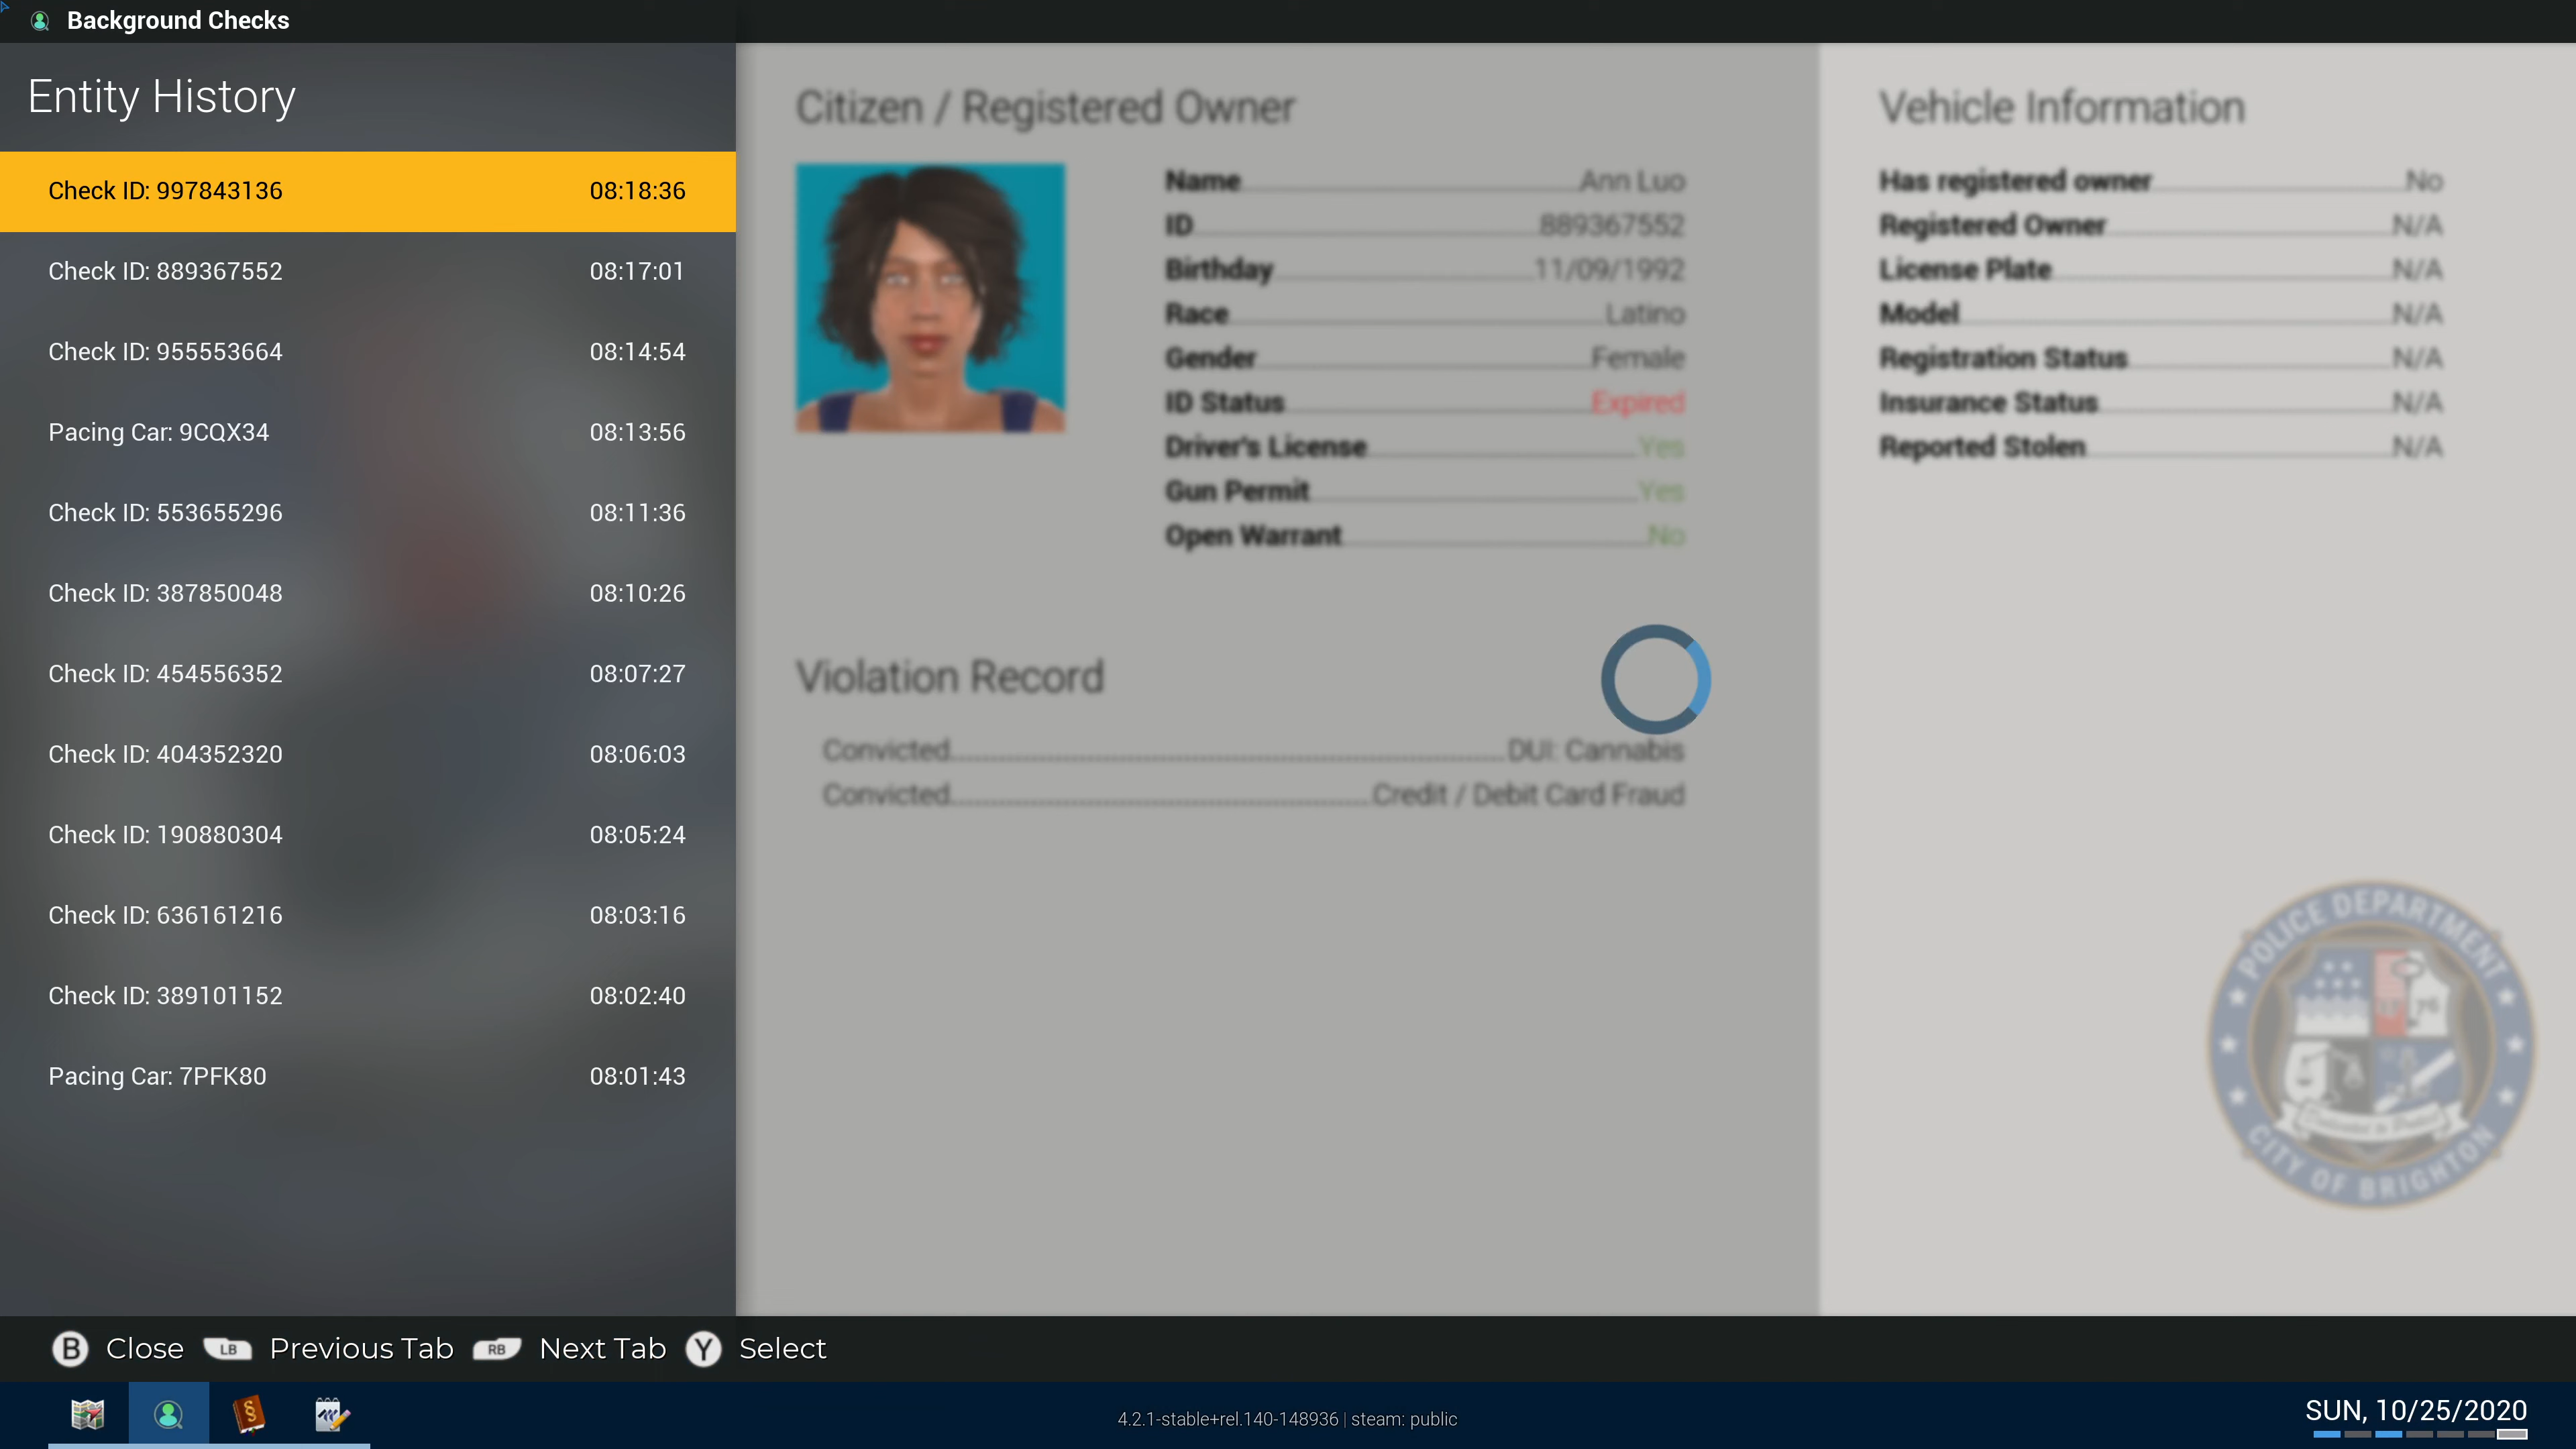 Background Checks
Entity History
Check ID: 997843136 08:18:36
Check ID: 889367552 08:17:01
Check ID: 955553664 08:14:54
Pacing Car: 9CQX34 08:13:56
Check ID: 553655296 08:11:36
Check ID: 387850048 08:10:26
Check ID: 454556352 08:07:27
Check ID: 404352320 08:06:03
Check ID: 190880304 08:05:24
Check ID: 636161216 08:03:16
Check ID: 389101152 08:02:40
Pacing Car: 7PFK80 08:01:43
Citizen / Registered Owner
Name Ann Luo
ID 889367552
Birthday 11/09/1992
Race Latino
Gender Female
ID Status Expired
Driver's License Yes
Gun Permit Yes
Open Warrant No
Violation Record
Convicted DUI: Cannabis
Convicted Credit / Debit Card Fraud
Vehicle Information
Has registered owner No
Registered Owner N/A
License Plate N/A
Model N/A
Registration Status N/A
Insurance Status N/A
Reported Stolen N/A
POLICE DEPARTMENT
76
CITY OF BRIGHTON
B Close LB Previous Tab RB Next Tab Y Select
4.2.1-stable+rel.140-148936 | steam: public
SUN, 10/25/2020